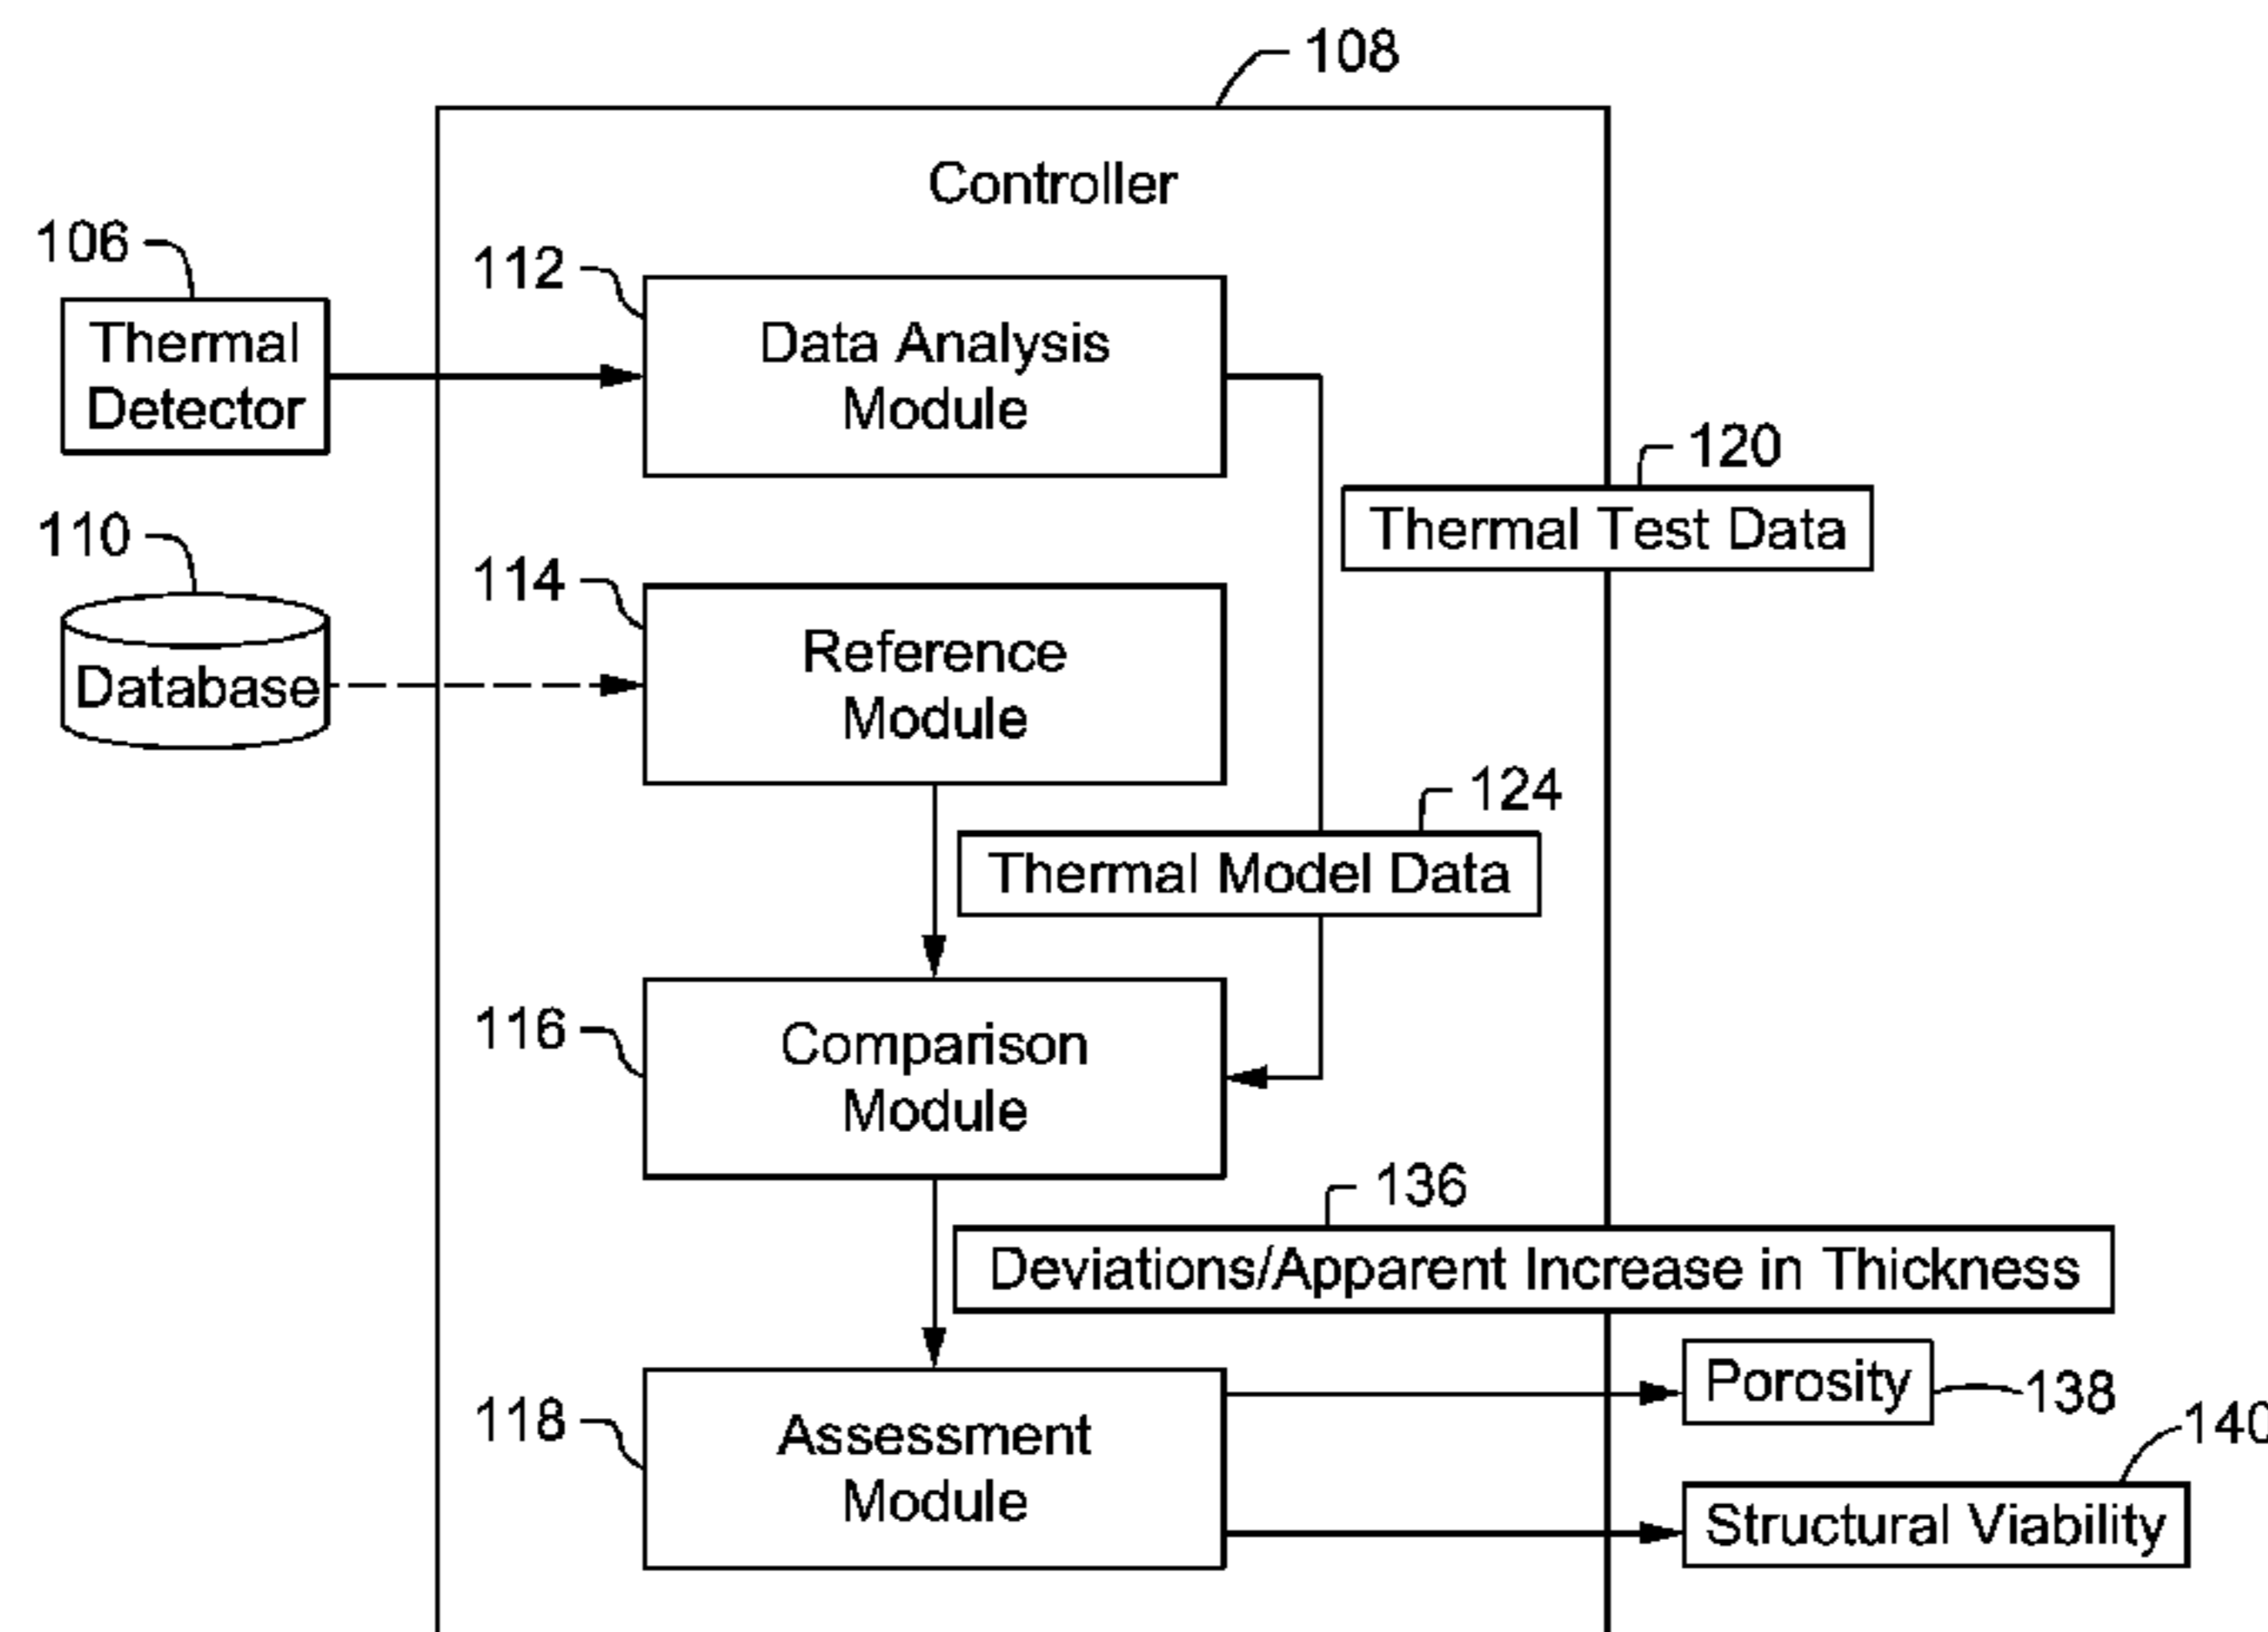 108
Controller
106
112
Thermal
Detector
Data Analysis
Module
120
Thermal Test Data
110
114
Database
Reference
Module
124
Thermal Model Data
116
Comparison
Module
136
Deviations/Apparent Increase in Thickness
118
Assessment
Module
Porosity
138
140
Structural Viability